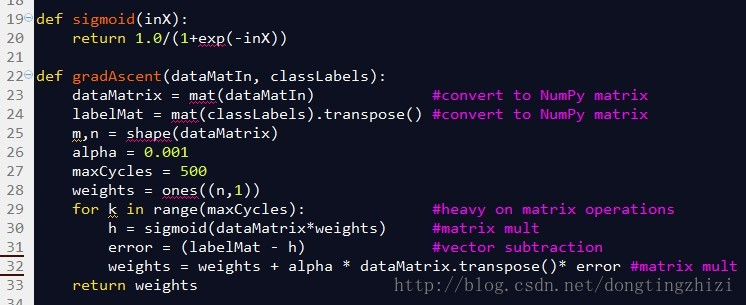 18
19 def sigmoid(inX):
20     return 1.0/(1+exp(-inX))
21
22 def gradAscent(dataMatIn, classLabels):
23     dataMatrix = mat(dataMatIn)             #convert to NumPy matrix
24     labelMat = mat(classLabels).transpose() #convert to NumPy matrix
25     m,n = shape(dataMatrix)
26     alpha = 0.001
27     maxCycles = 500
28     weights = ones((n,1))
29     for k in range(maxCycles):              #heavy on matrix operations
30         h = sigmoid(dataMatrix*weights)     #matrix mult
31         error = (labelMat - h)              #vector subtraction
32         weights = weights + alpha * dataMatrix.transpose()* error #matrix mult
33     return weights
http://blog.csdn.net/dongtingzhizi
34